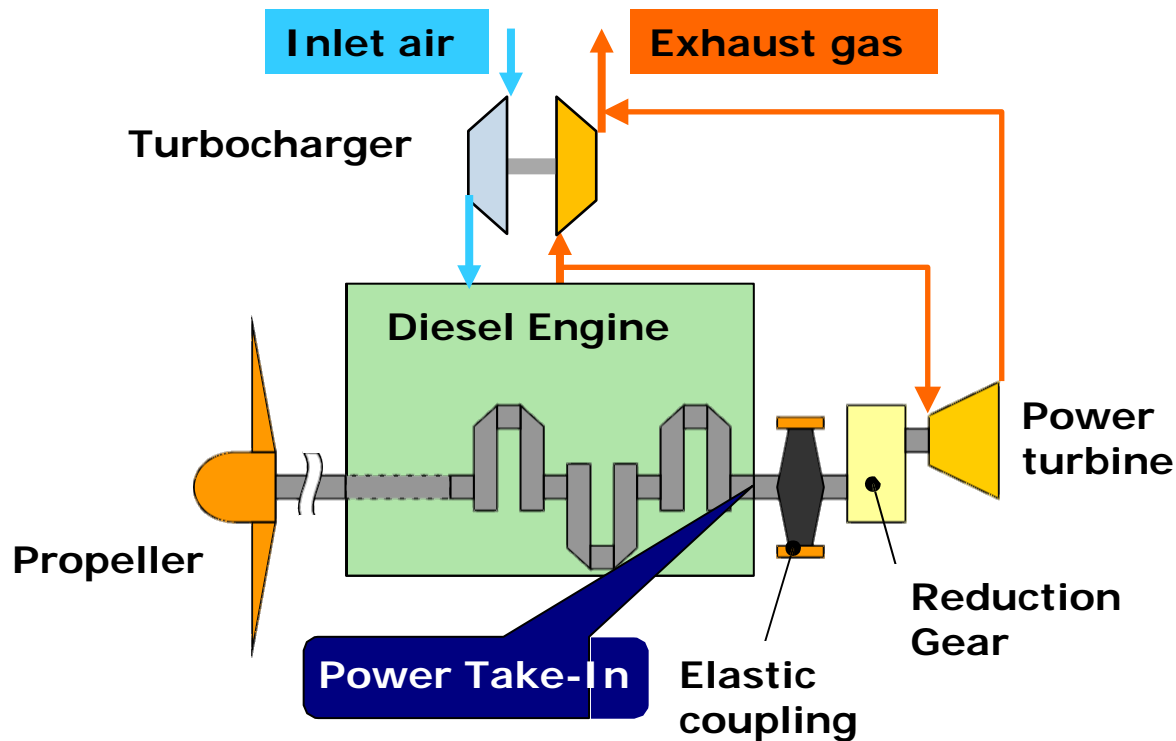 Inlet air
Exhaust gas
Turbocharger
Diesel Engine
Power
turbine
Propeller
Reduction
Gear
Power Take-In
Elastic
coupling